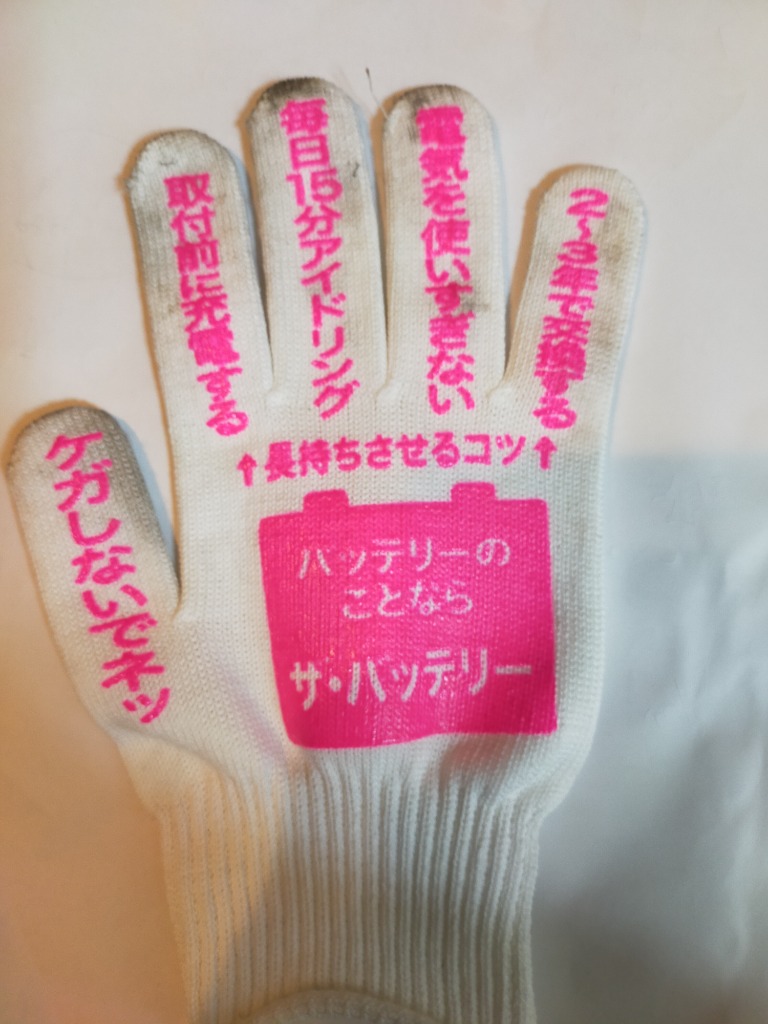 ケガしないでネッ
取付前に充電する
毎日15分アイドリング
電気を使いすぎない
2〜3年で交換する
↑長持ちさせるコツ↑
バッテリーの
ことなら
ザ・バッテリー